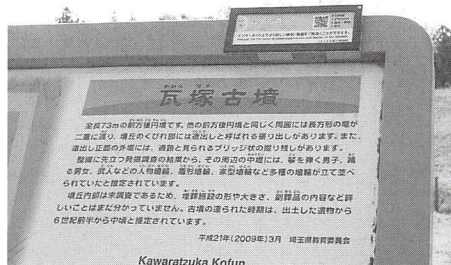 かわら づか
瓦塚古墳
全長73mの前方後円墳です。他の前方後円墳と同じく周囲には長方形の堀が
二重に巡り、墳丘のくびれ部には造出しと呼ばれる張り出しがあります。また、
造出し正面の外堀には、通路と見られるブリッジ状の掘り残しがあります。
整備に先立つ発掘調査の結果から、その周辺の中堤には、琴を弾く男子、踊
る男女、武人などの人物埴輪、盾形埴輪、家型埴輪など多種の埴輪が立て並べ
られていたと推定されています。
墳丘内部は未調査であるため、埋葬施設の形や大きさ、副葬品の内容など詳
しいことはまだ分かっていません。古墳の造られた時期は、出土した遺物から
6世紀前半から中頃と推定されています。
平成21年(2009年)3月 埼玉県教育委員会
Kawaratzuka Kofun